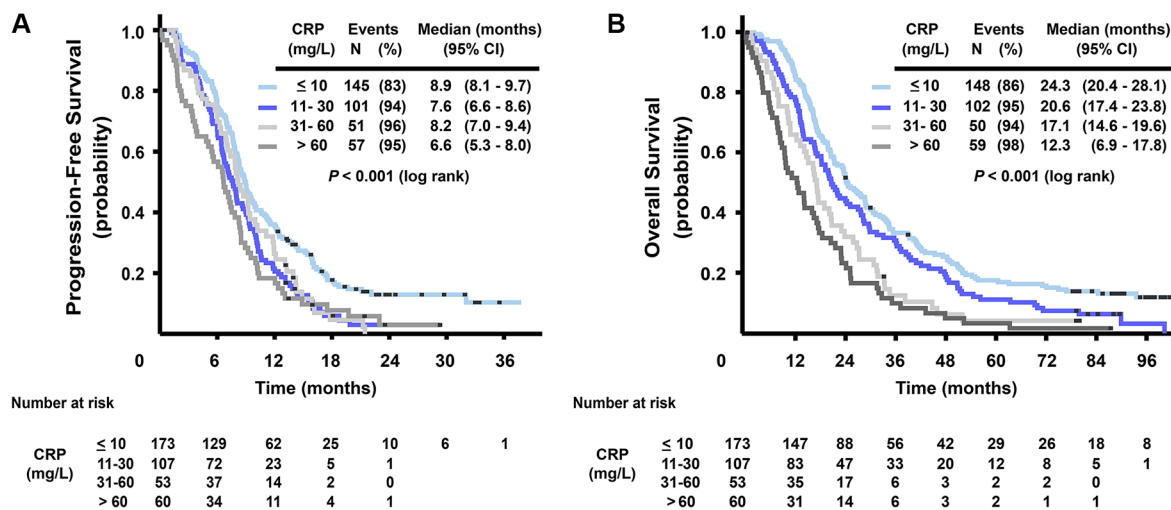 A
CRP Events Median (months)
(mg/L) N (%) (95% CI)
≤ 10 145 (83) 8.9 (8.1 - 9.7)
11- 30 101 (94) 7.6 (6.6 - 8.6)
31- 60 51 (96) 8.2 (7.0 - 9.4)
> 60 57 (95) 6.6 (5.3 - 8.0)
P < 0.001 (log rank)
Progression-Free Survival
(probability)
1.0
0.8
0.6
0.4
0.2
0 6 12 18 24 30 36
Time (months)
Number at risk
CRP
(mg/L)
≤ 10 173 129 62 25 10 6 1
11-30 107 72 23 5 1
31-60 53 37 14 2 0
> 60 60 34 11 4 1
B
CRP Events Median (months)
(mg/L) N (%) (95% CI)
≤ 10 148 (86) 24.3 (20.4 - 28.1)
11- 30 102 (95) 20.6 (17.4 - 23.8)
31- 60 50 (94) 17.1 (14.6 - 19.6)
> 60 59 (98) 12.3 (6.9 - 17.8)
P < 0.001 (log rank)
Overall Survival
(probability)
1.0
0.8
0.6
0.4
0.2
0 12 24 36 48 60 72 84 96
Time (months)
Number at risk
CRP
(mg/L)
≤ 10 173 147 88 56 42 29 26 18 8
11-30 107 83 47 33 20 12 8 5 1
31-60 53 35 17 6 3 2 2 0
> 60 60 31 14 6 3 2 1 1